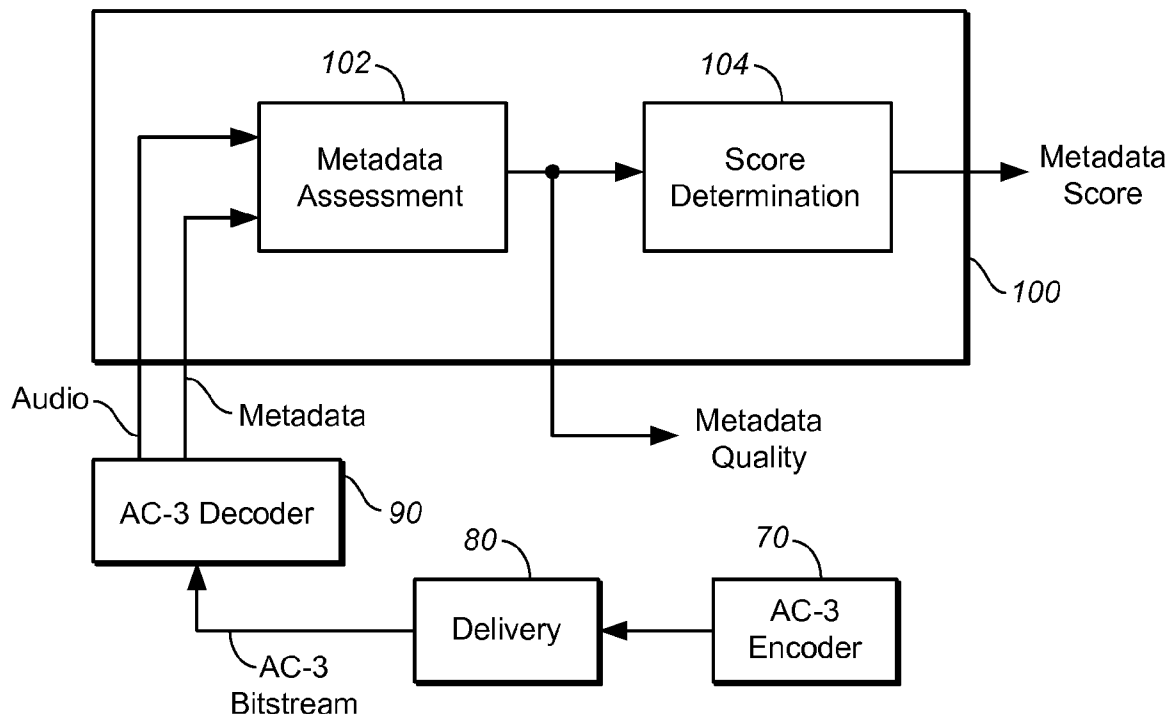 102
104
Metadata
Assessment
Score
Determination
Metadata
Score
100
Audio
Metadata
Metadata
Quality
AC-3 Decoder
90
80
70
Delivery
AC-3
Encoder
AC-3
Bitstream